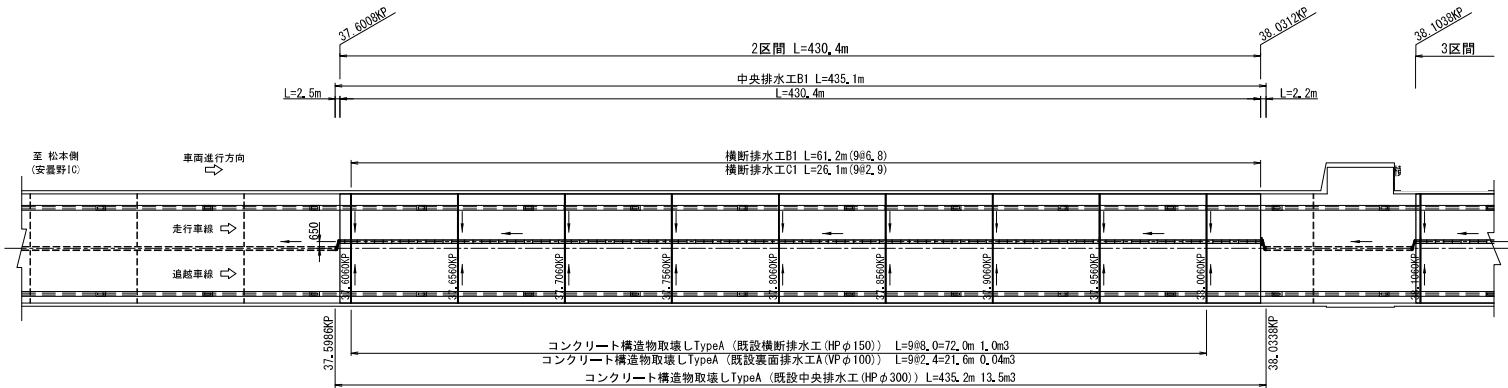 37.6008KP
38.0312KP
38.1038KP
2区間 L=430.4m
3区間
中央排水工B1 L=435.1m
L=2.5m
L=430.4m
L=2.2m
至 松本側
(安曇野IC)
車両進行方向
横断排水工B1 L=61.2m(9@6.8)
横断排水工C1 L=26.1m(9@2.9)
走行車線
650
追越車線
37.6060KP
37.6560KP
37.7060KP
37.7560KP
37.8060KP
37.8560KP
37.9060KP
37.9560KP
38.0060KP
38.1060KP
37.5986KP
38.0338KP
コンクリート構造物取壊しTypeA (既設横断排水工(HPφ150)) L=9@8.0=72.0m 1.0m3
コンクリート構造物取壊しTypeA (既設裏面排水工A(VPφ100)) L=9@2.4=21.6m 0.04m3
コンクリート構造物取壊しTypeA (既設中央排水工(HPφ300)) L=435.2m 13.5m3